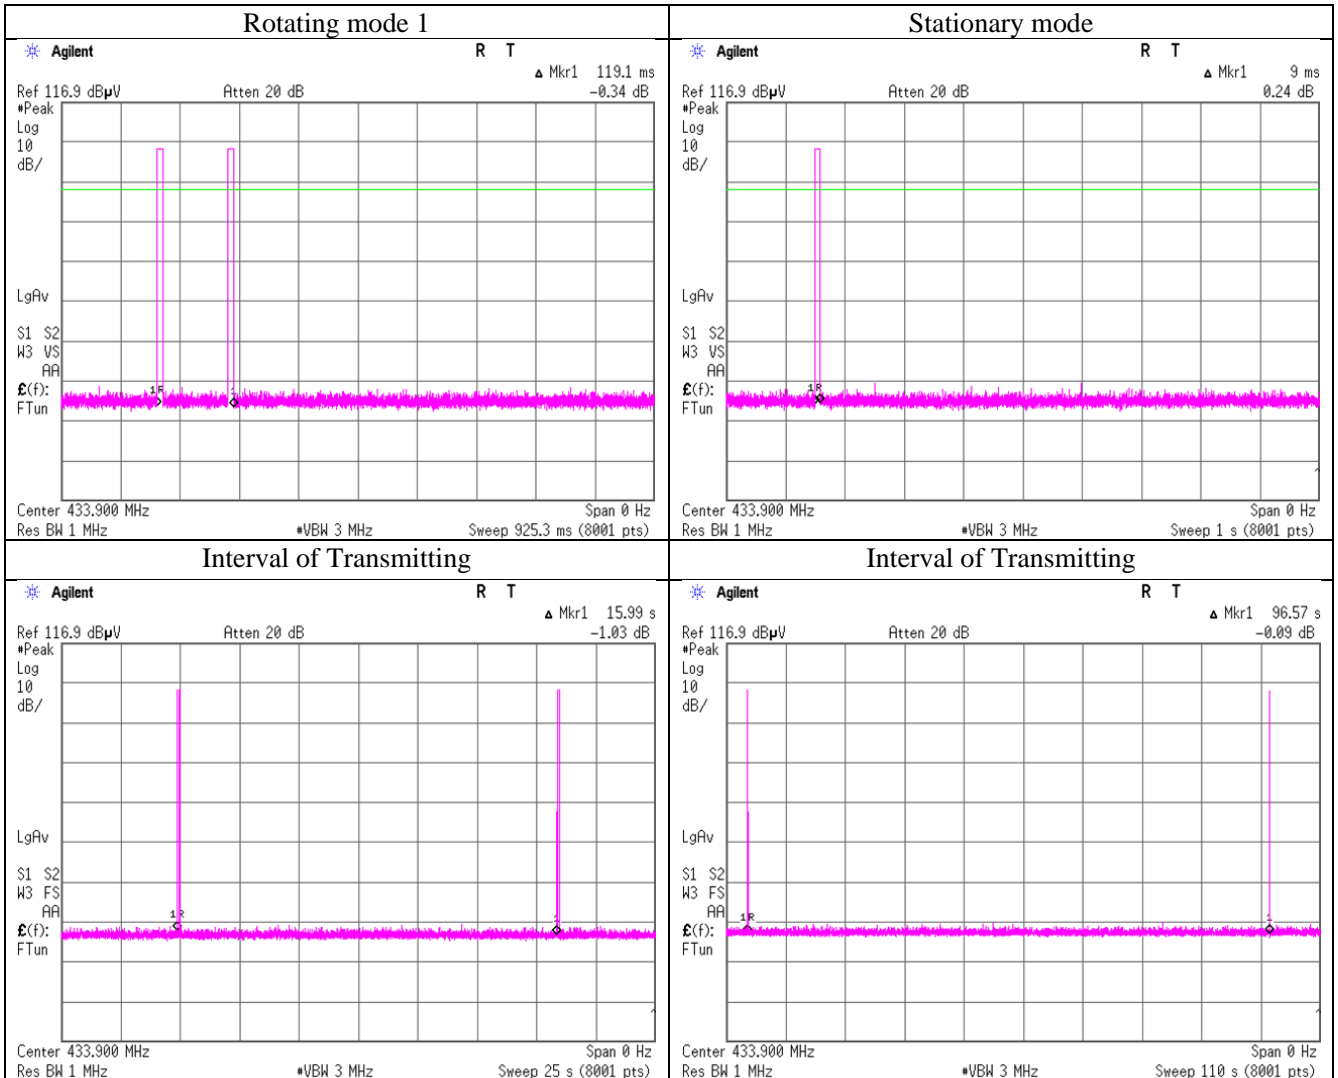 Rotating mode 1
Agilent R T
Δ Mkr1 119.1 ms
Ref 116.9 dBµV Atten 20 dB -0.34 dB
#Peak
Log
10
dB/
LgAv
S1 S2
W3 VS
AA
£(f):
FTun
1R
1
Center 433.900 MHz Span 0 Hz
Res BW 1 MHz #VBW 3 MHz Sweep 925.3 ms (8001 pts)
Stationary mode
Agilent R T
Δ Mkr1 9 ms
Ref 116.9 dBµV Atten 20 dB 0.24 dB
#Peak
Log
10
dB/
LgAv
S1 S2
W3 VS
AA
£(f):
FTun
1R
Center 433.900 MHz Span 0 Hz
Res BW 1 MHz #VBW 3 MHz Sweep 1 s (8001 pts)
Interval of Transmitting
Agilent R T
Δ Mkr1 15.99 s
Ref 116.9 dBµV Atten 20 dB -1.03 dB
#Peak
Log
10
dB/
LgAv
S1 S2
W3 FS
AA
£(f):
FTun
1R
1
Center 433.900 MHz Span 0 Hz
Res BW 1 MHz #VBW 3 MHz Sweep 25 s (8001 pts)
Interval of Transmitting
Agilent R T
Δ Mkr1 96.57 s
Ref 116.9 dBµV Atten 20 dB -0.09 dB
#Peak
Log
10
dB/
LgAv
S1 S2
W3 FS
AA
£(f):
FTun
1R
1
Center 433.900 MHz Span 0 Hz
Res BW 1 MHz #VBW 3 MHz Sweep 110 s (8001 pts)